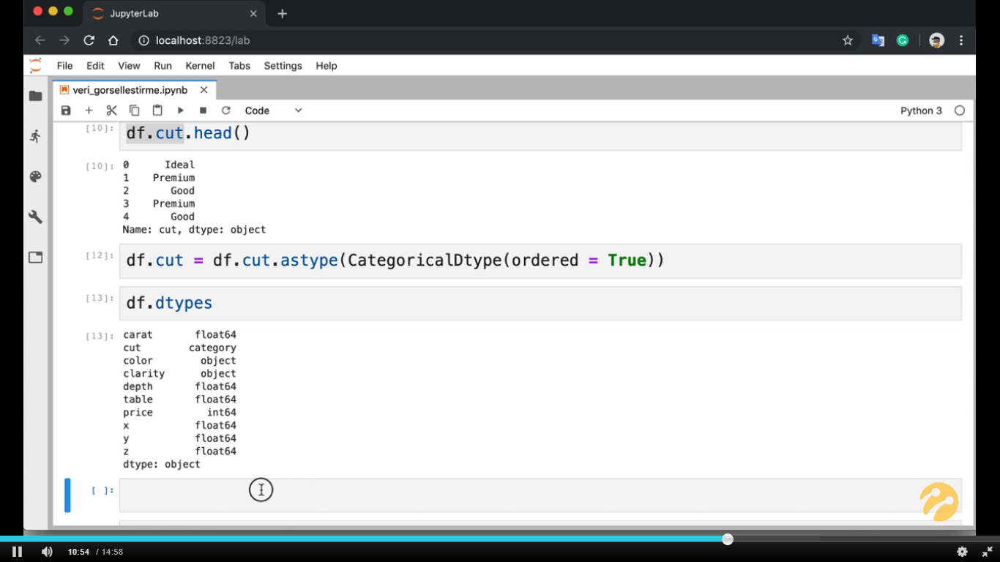 JupyterLab
localhost:8823/lab
File Edit View Run Kernel Tabs Settings Help
veri_gorsellestirme.ipynb
Code
Python 3
[10]: df.cut.head()
[10]: 0 Ideal
1 Premium
2 Good
3 Premium
4 Good
Name: cut, dtype: object
[12]: df.cut = df.cut.astype(CategoricalDtype(ordered = True))
[13]: df.dtypes
[13]: carat float64
cut category
color object
clarity object
depth float64
table float64
price int64
x float64
y float64
z float64
dtype: object
[ ]:
10:54 / 14:58